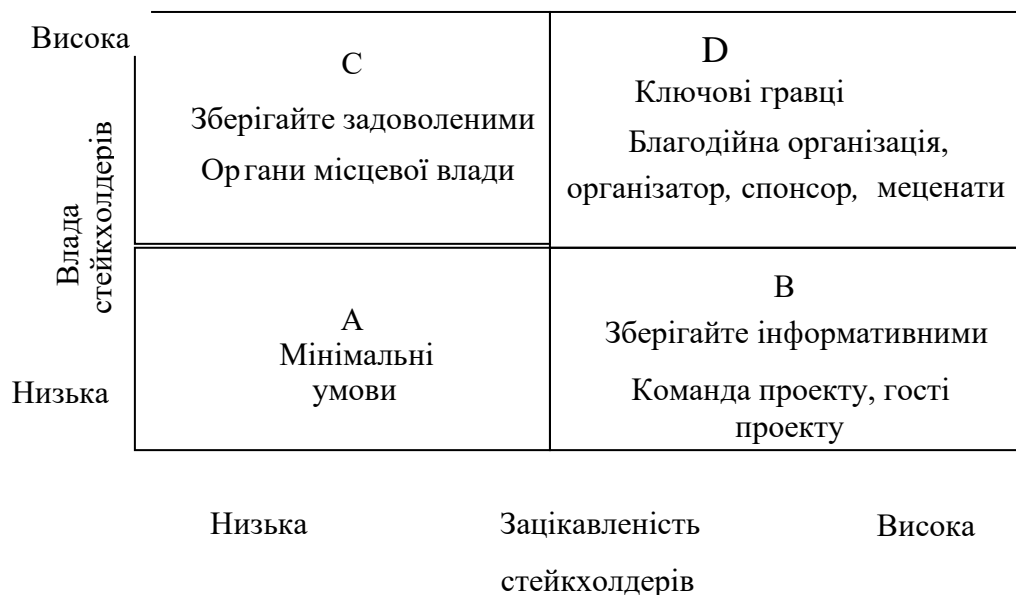 Висока
C
Зберігайте задоволеними
Органи місцевої влади
D
Ключові гравці
Благодійна організація,
організатор, спонсор, меценати
Влада
стейкхолдерів
A
Мінімальні
умови
B
Зберігайте інформативними
Команда проекту, гості
проекту
Низька
Низька
Зацікавленість
стейкхолдерів
Висока